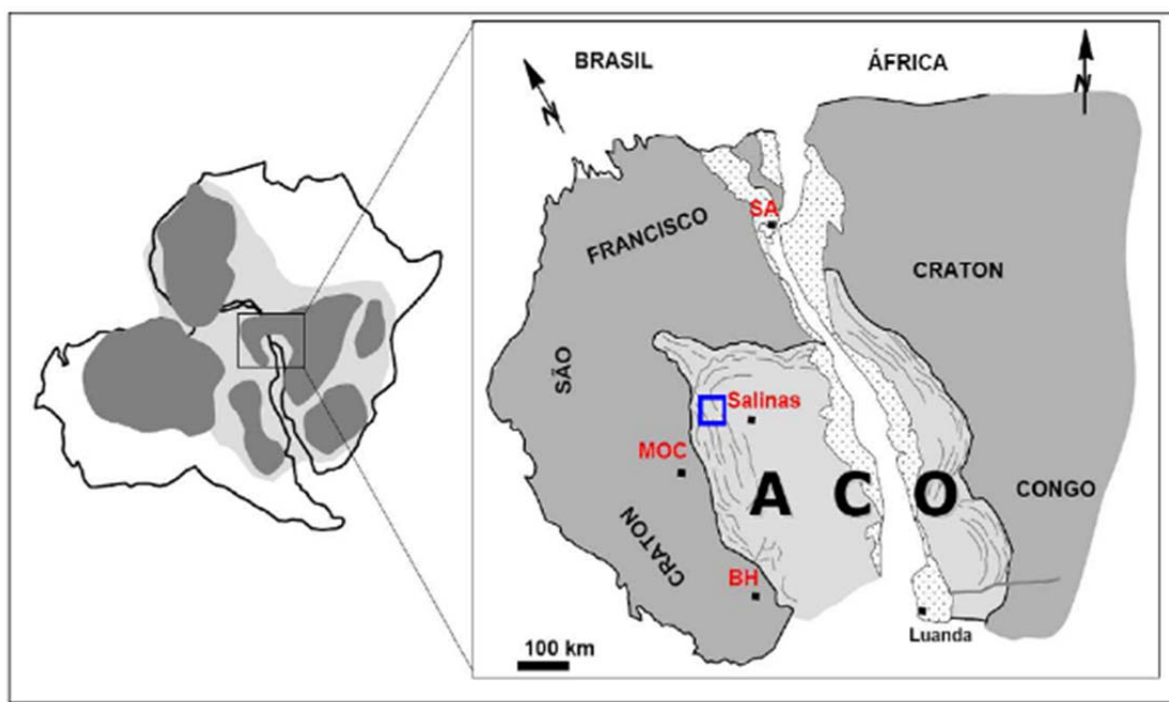 BRASIL
ÁFRICA
N
N
SA
FRANCISCO
CRATON
SÃO
Salinas
MOC
A C O
CONGO
CRATON
BH
Luanda
100 km